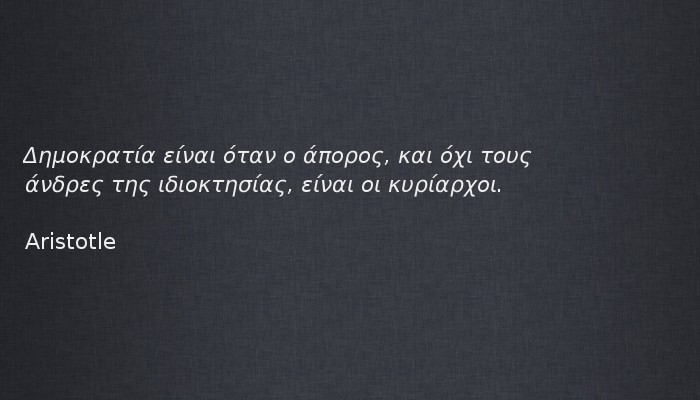 Δημοκρατία είναι όταν ο άπορος, και όχι τους
άνδρες της ιδιοκτησίας, είναι οι κυρίαρχοι.
Aristotle